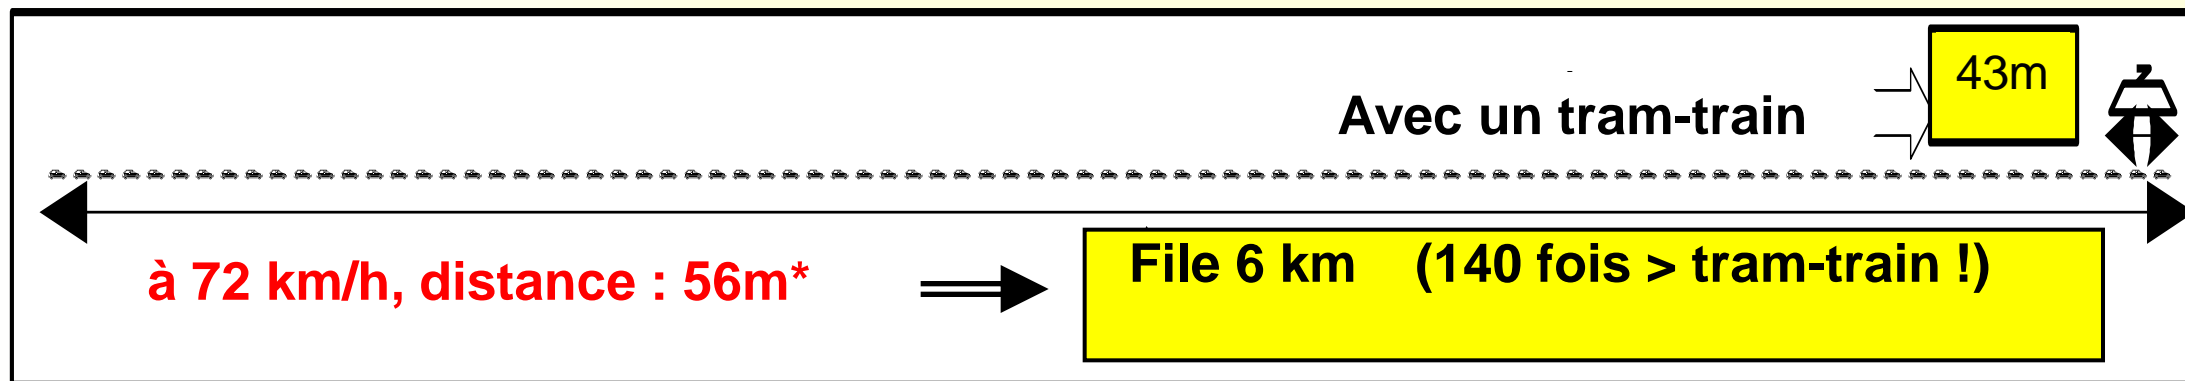 43m
Avec un tram-train
à 72 km/h, distance : 56m*
File 6 km (140 fois > tram-train !)